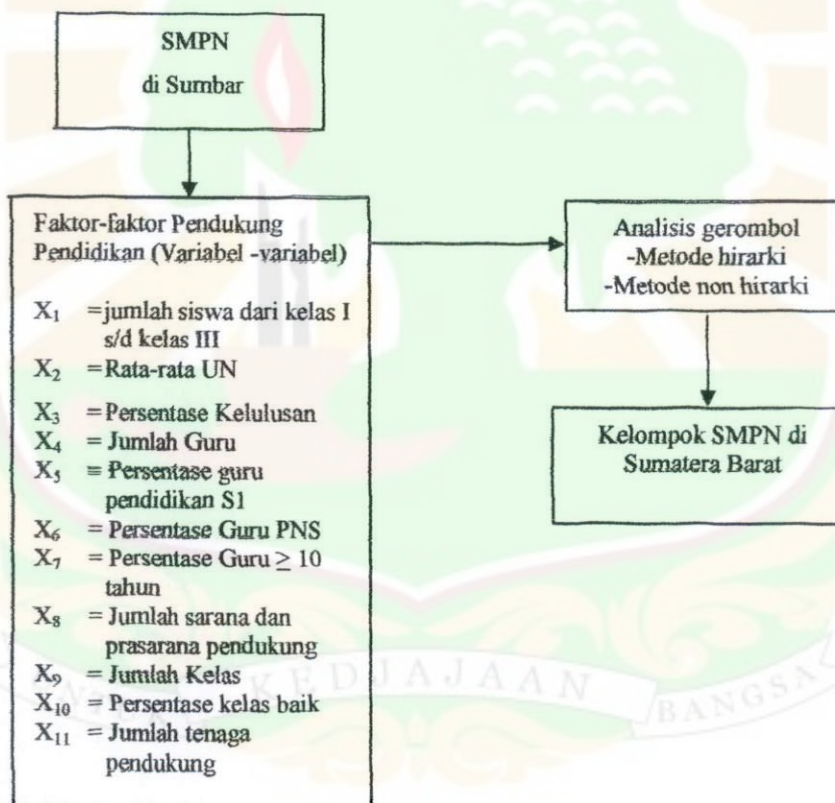 SMPN
di Sumbar
Faktor-faktor Pendukung
Pendidikan (Variabel -variabel)
X₁ =jumlah siswa dari kelas I
s/d kelas III
X₂ =Rata-rata UN
X₃ =Persentase Kelulusan
X₄ = Jumlah Guru
X₅ = Persentase guru
pendidikan S1
X₆ = Persentase Guru PNS
X₇ = Persentase Guru ≥ 10
tahun
X₈ = Jumlah sarana dan
prasarana pendukung
X₉ = Jumlah Kelas
X₁₀ = Persentase kelas baik
X₁₁ = Jumlah tenaga
pendukung
Analisis gerombol
-Metode hirarki
-Metode non hirarki
Kelompok SMPN di
Sumatera Barat
KEDJAJAAN
BANGSA